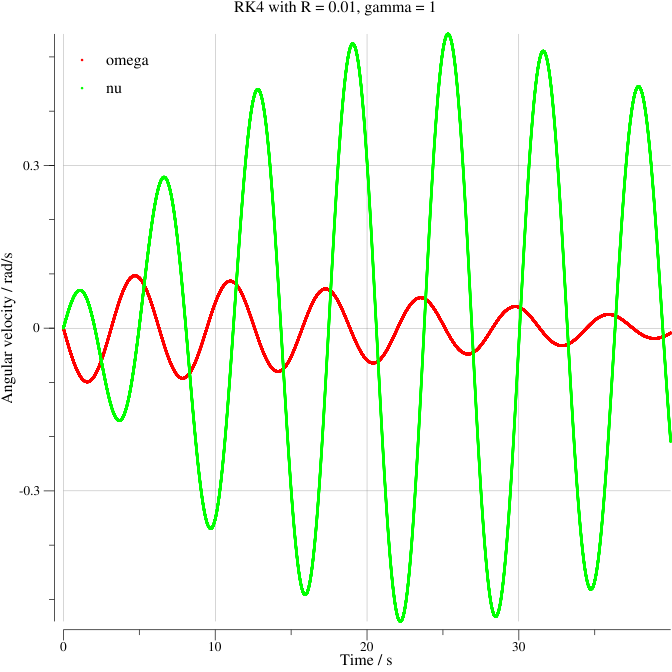 RK4 with R = 0.01, gamma = 1
omega
nu
0.3
0
-0.3
Angular velocity / rad/s
0 10 20 30
Time / s